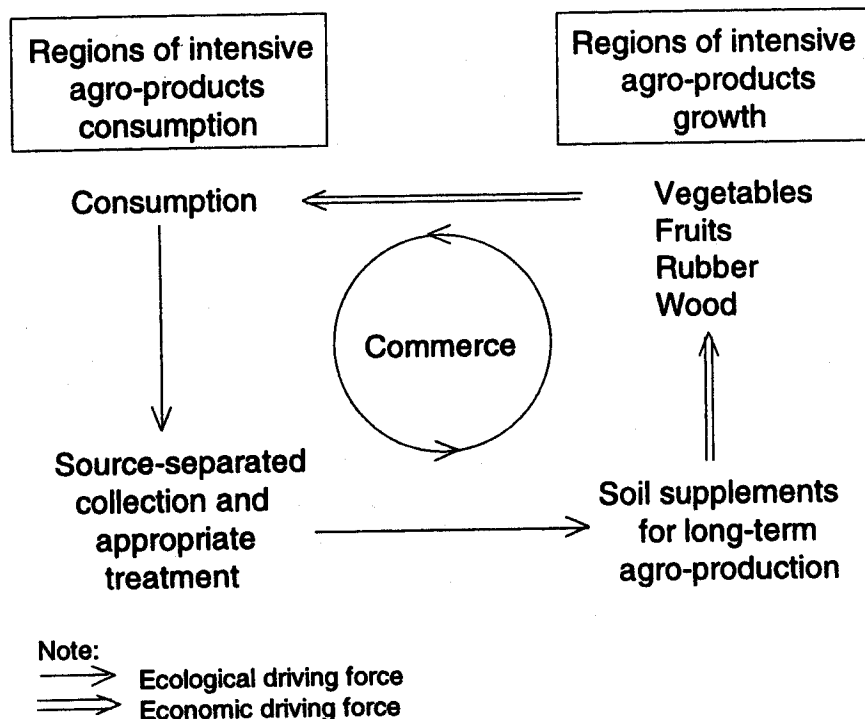 Regions of intensive
agro-products
consumption
Regions of intensive
agro-products
growth
Consumption
Vegetables
Fruits
Rubber
Wood
Commerce
Source-separated
collection and
appropriate
treatment
Soil supplements
for long-term
agro-production
Note:
Ecological driving force
Economic driving force